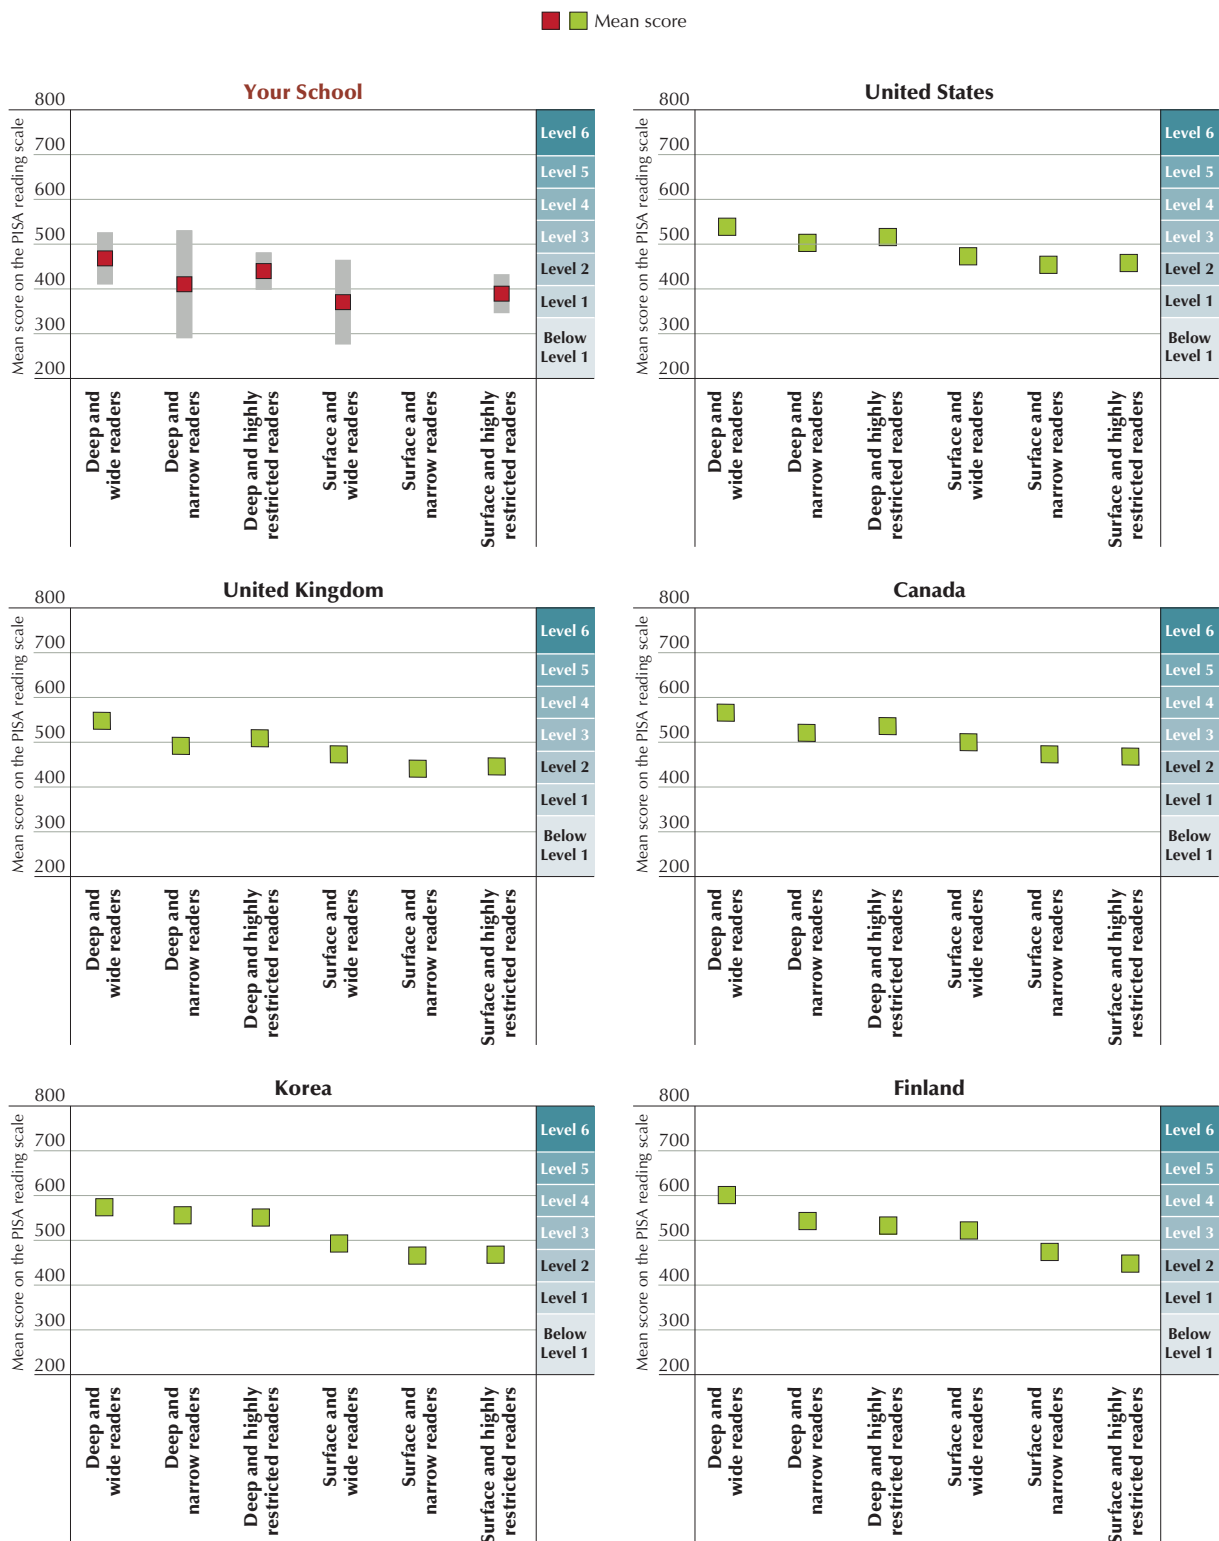 Mean score
Your School
Mean score on the PISA reading scale
800
700
600
500
400
300
200
Level 6
Level 5
Level 4
Level 3
Level 2
Level 1
Below
Level 1
Deep and
wide readers
Deep and
narrow readers
Deep and highly
restricted readers
Surface and
wide readers
Surface and
narrow readers
Surface and highly
restricted readers
United States
Mean score on the PISA reading scale
800
700
600
500
400
300
200
Level 6
Level 5
Level 4
Level 3
Level 2
Level 1
Below
Level 1
Deep and
wide readers
Deep and
narrow readers
Deep and highly
restricted readers
Surface and
wide readers
Surface and
narrow readers
Surface and highly
restricted readers
United Kingdom
Mean score on the PISA reading scale
800
700
600
500
400
300
200
Level 6
Level 5
Level 4
Level 3
Level 2
Level 1
Below
Level 1
Deep and
wide readers
Deep and
narrow readers
Deep and highly
restricted readers
Surface and
wide readers
Surface and
narrow readers
Surface and highly
restricted readers
Canada
Mean score on the PISA reading scale
800
700
600
500
400
300
200
Level 6
Level 5
Level 4
Level 3
Level 2
Level 1
Below
Level 1
Deep and
wide readers
Deep and
narrow readers
Deep and highly
restricted readers
Surface and
wide readers
Surface and
narrow readers
Surface and highly
restricted readers
Korea
Mean score on the PISA reading scale
800
700
600
500
400
300
200
Level 6
Level 5
Level 4
Level 3
Level 2
Level 1
Below
Level 1
Deep and
wide readers
Deep and
narrow readers
Deep and highly
restricted readers
Surface and
wide readers
Surface and
narrow readers
Surface and highly
restricted readers
Finland
Mean score on the PISA reading scale
800
700
600
500
400
300
200
Level 6
Level 5
Level 4
Level 3
Level 2
Level 1
Below
Level 1
Deep and
wide readers
Deep and
narrow readers
Deep and highly
restricted readers
Surface and
wide readers
Surface and
narrow readers
Surface and highly
restricted readers